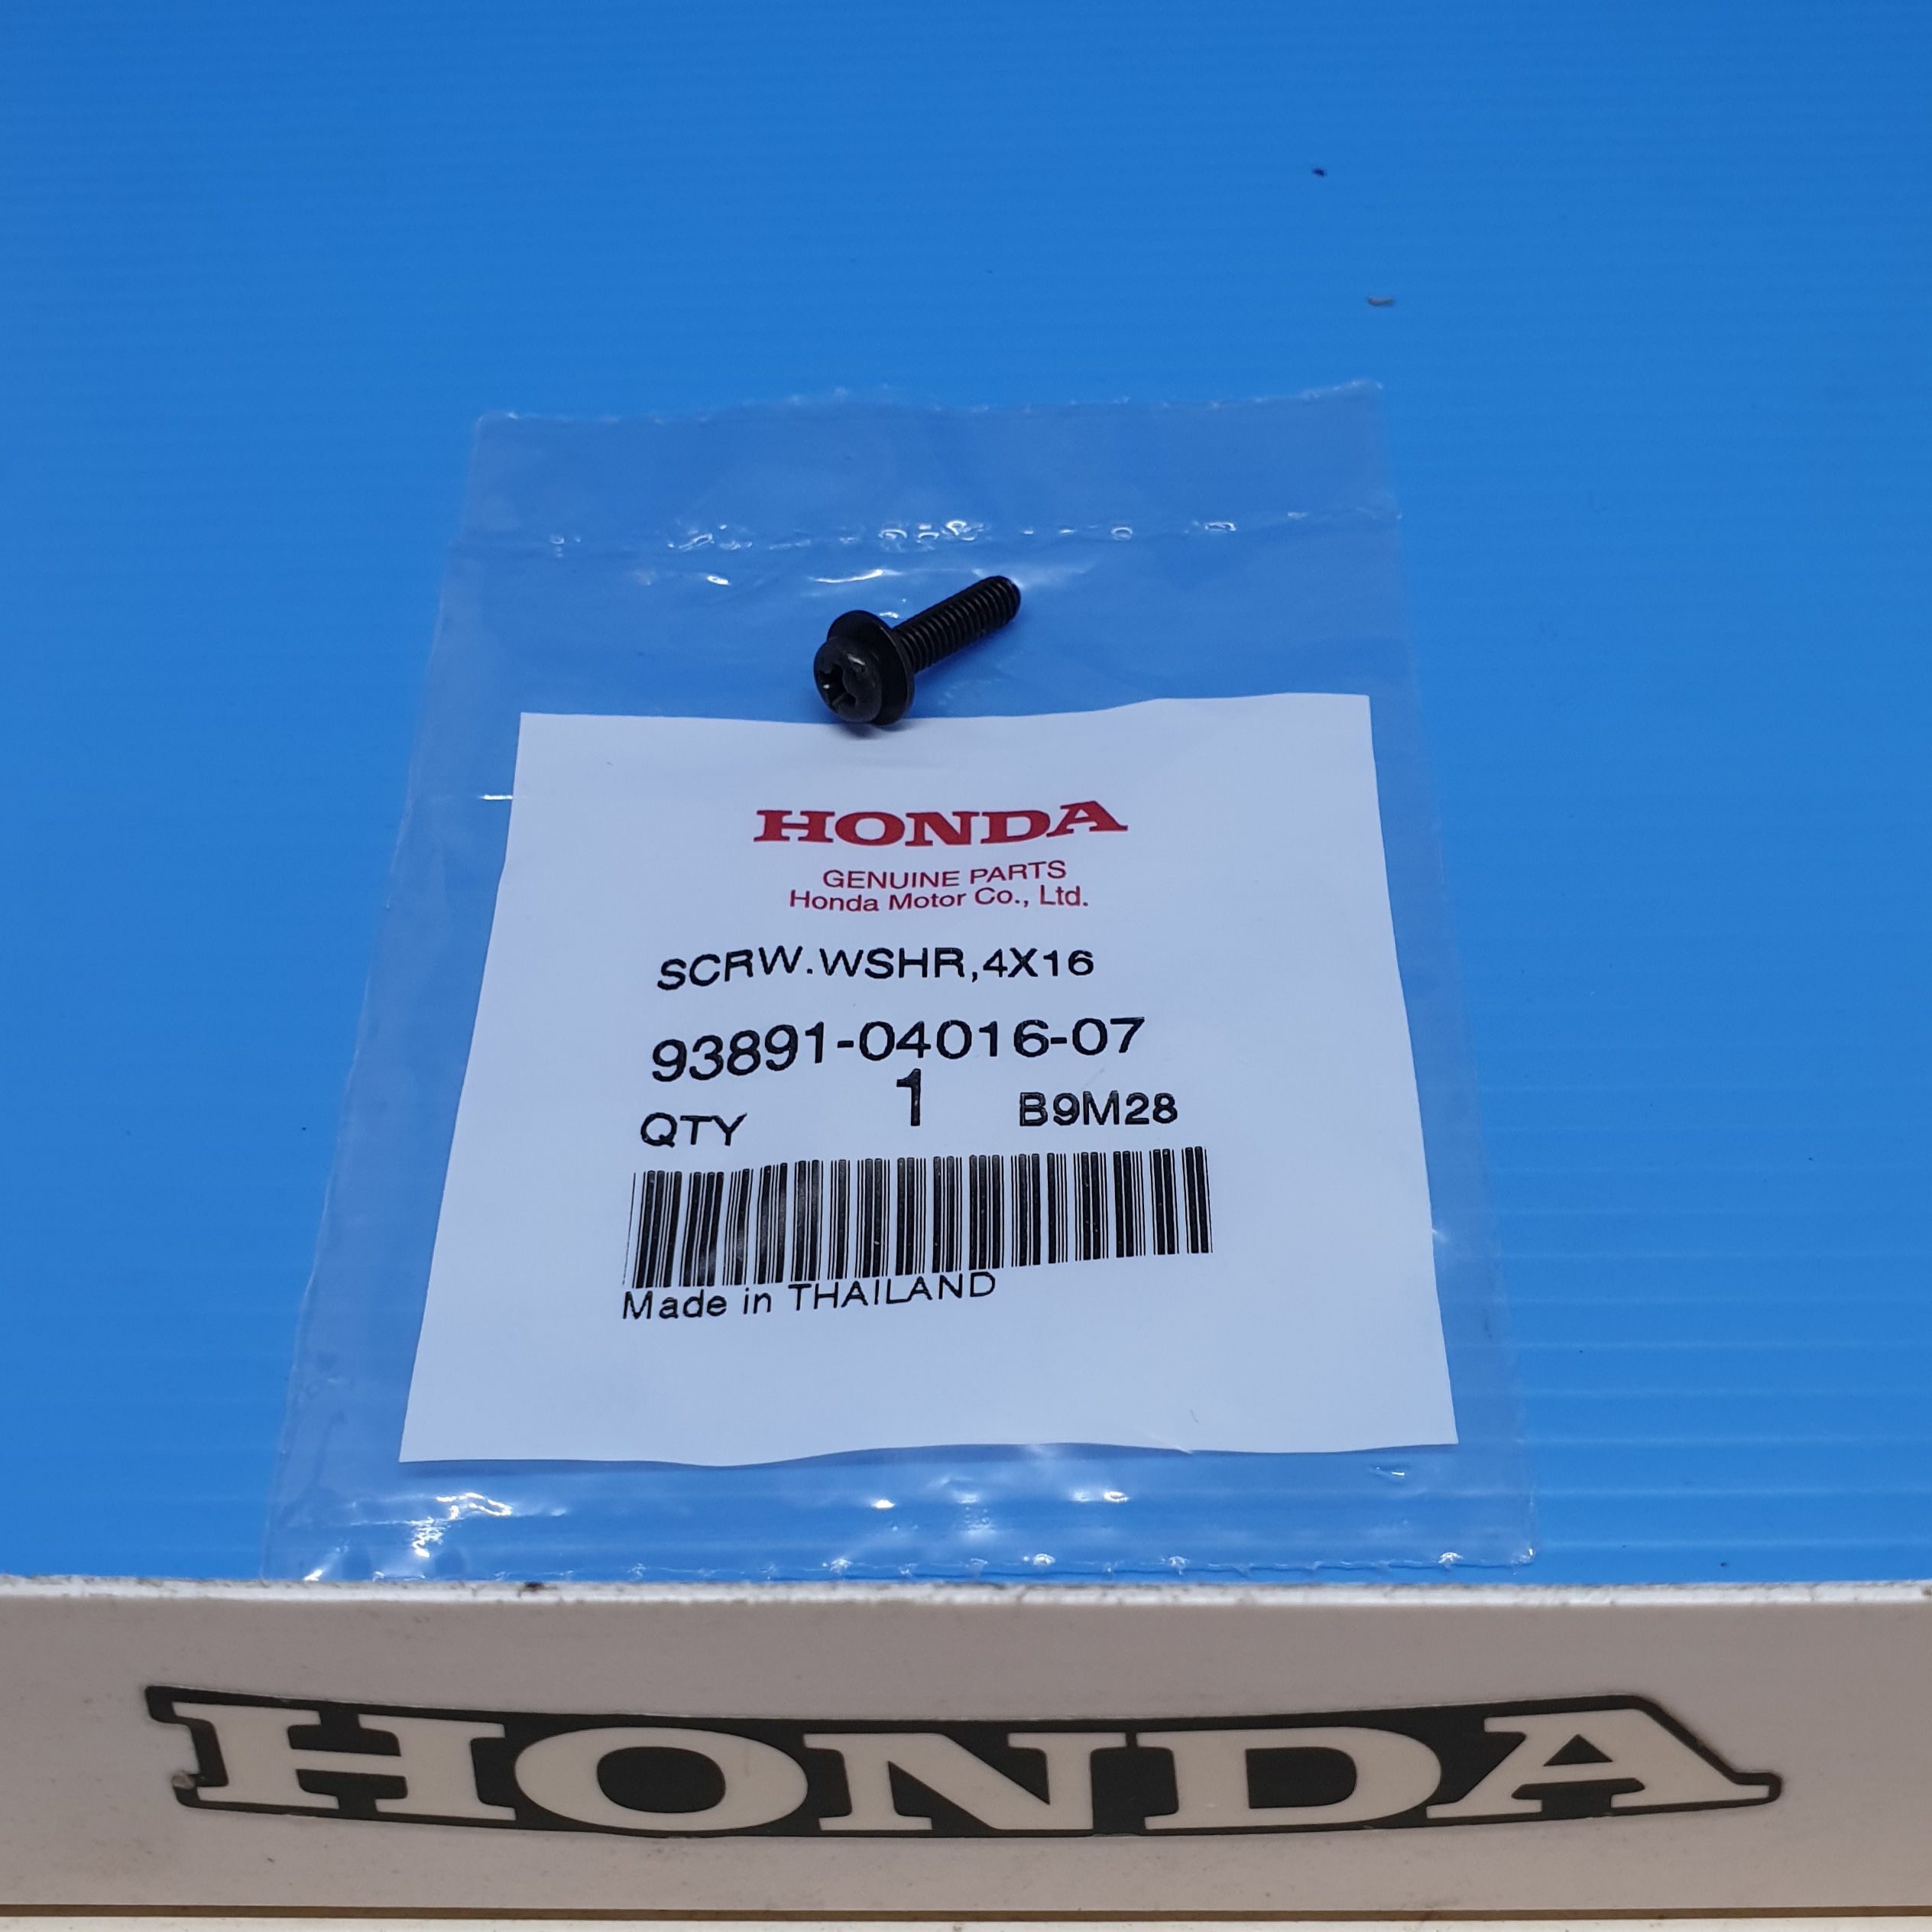 HONDA
GENUINE PARTS
Honda Motor Co., Ltd.
SCRW.WSHR,4X16
93891-04016-07
QTY 1 B9M28
Made in THAILAND
HONDA